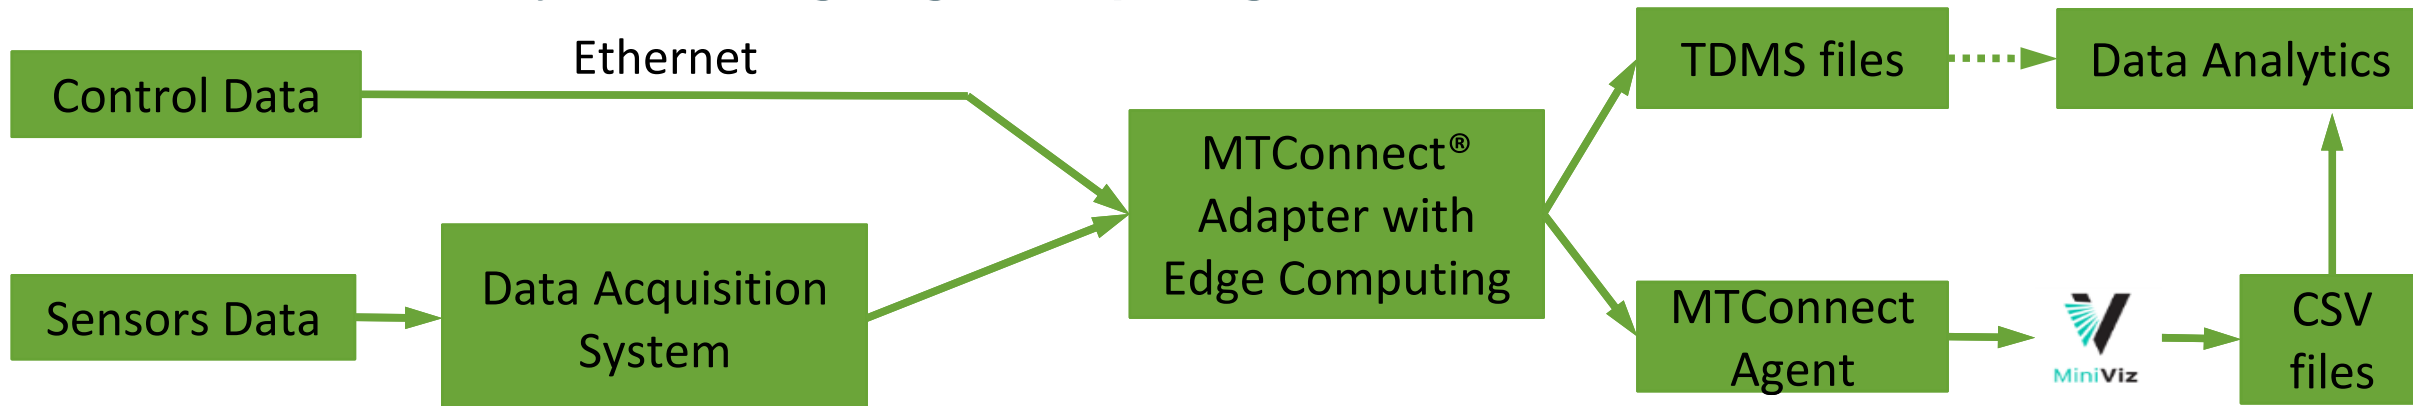 Ethernet
Control Data
Sensors Data
Data Acquisition
System
MTConnect®
Adapter with
Edge Computing
TDMS files
Data Analytics
MTConnect
Agent
MiniViz
CSV
files